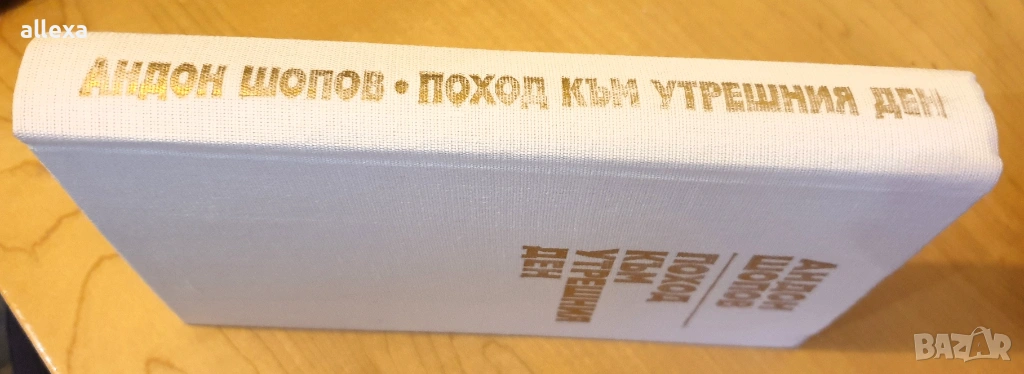 allexa
АНДОН ШОПОВ • ПОХОД КЪМ УТРЕШНИЯ ДЕН
АНДОН
ШОПОВ
ПОХОД
КЪМ
УТРЕШНИЯ
ДЕН
BAZAR